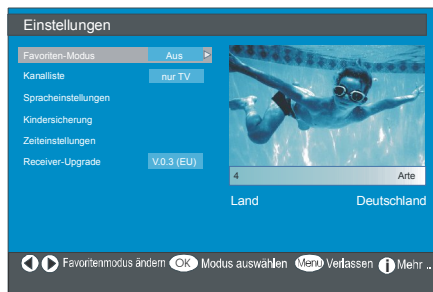 Einstellungen
Favoriten-Modus Aus
Kanalliste nur TV
Spracheinstellungen
Kindersicherung
Zeiteinstellungen
Receiver-Upgrade V.0.3 (EU)
4 Arte
Land Deutschland
Favoritenmodus ändern OK Modus auswählen Menu Verlassen i Mehr ..